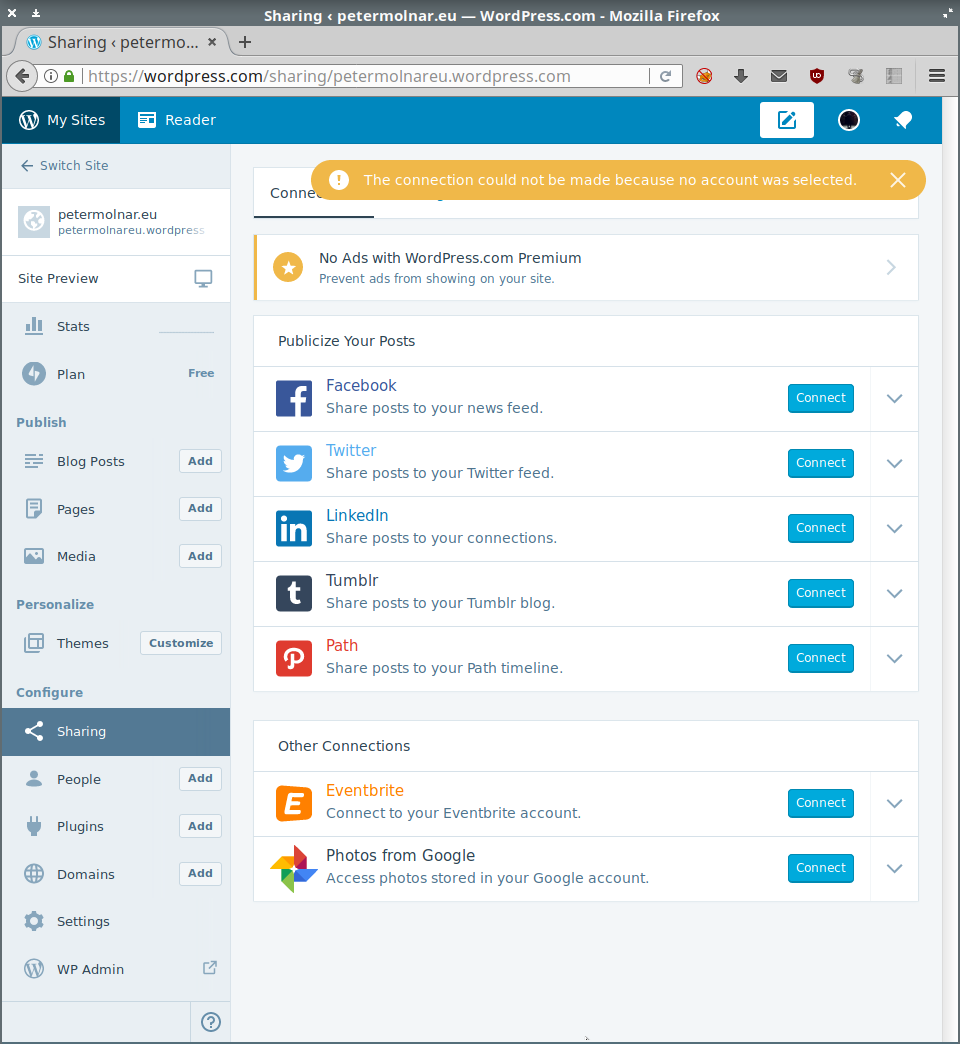 Sharing ‹ petermolnar.eu — WordPress.com - Mozilla Firefox
Sharing ‹ petermo...
https://wordpress.com/sharing/petermolnareu.wordpress.com
My Sites
Reader
Switch Site
petermolnar.eu
petermolnareu.wordpress
Site Preview
Stats
Plan
Free
Publish
Blog Posts
Add
Pages
Add
Media
Add
Personalize
Themes
Customize
Configure
Sharing
People
Add
Plugins
Add
Domains
Add
Settings
WP Admin
The connection could not be made because no account was selected.
No Ads with WordPress.com Premium
Prevent ads from showing on your site.
Publicize Your Posts
Facebook
Share posts to your news feed.
Connect
Twitter
Share posts to your Twitter feed.
Connect
LinkedIn
Share posts to your connections.
Connect
Tumblr
Share posts to your Tumblr blog.
Connect
Path
Share posts to your Path timeline.
Connect
Other Connections
Eventbrite
Connect to your Eventbrite account.
Connect
Photos from Google
Access photos stored in your Google account.
Connect